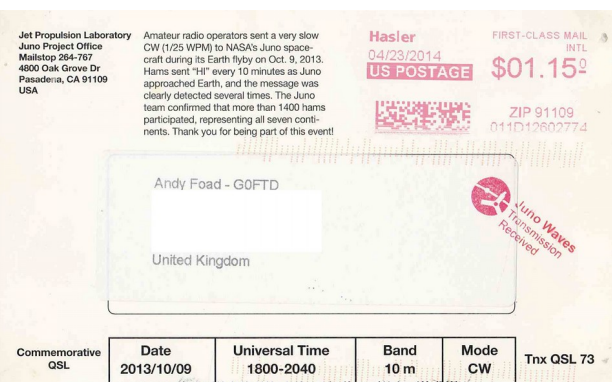 Jet Propulsion Laboratory
Juno Project Office
Mailstop 264-767
4800 Oak Grove Dr
Pasadena, CA 91109
USA
Amateur radio operators sent a very slow
CW (1/25 WPM) to NASA's Juno space-
craft during its Earth flyby on Oct. 9, 2013.
Hams sent "HI" every 10 minutes as Juno
approached Earth, and the message was
clearly detected several times. The Juno
team confirmed that more than 1400 hams
participated, representing all seven conti-
nents. Thank you for being part of this event!
Hasler
04/23/2014
US POSTAGE
FIRST-CLASS MAIL
INTL
$01.15⁰
ZIP 91109
011D12602774
Andy Foad - G0FTD
United Kingdom
Juno Waves
Transmission
Received
Commemorative
QSL
Date
2013/10/09
Universal Time
1800-2040
Band
10 m
Mode
CW
Tnx QSL 73